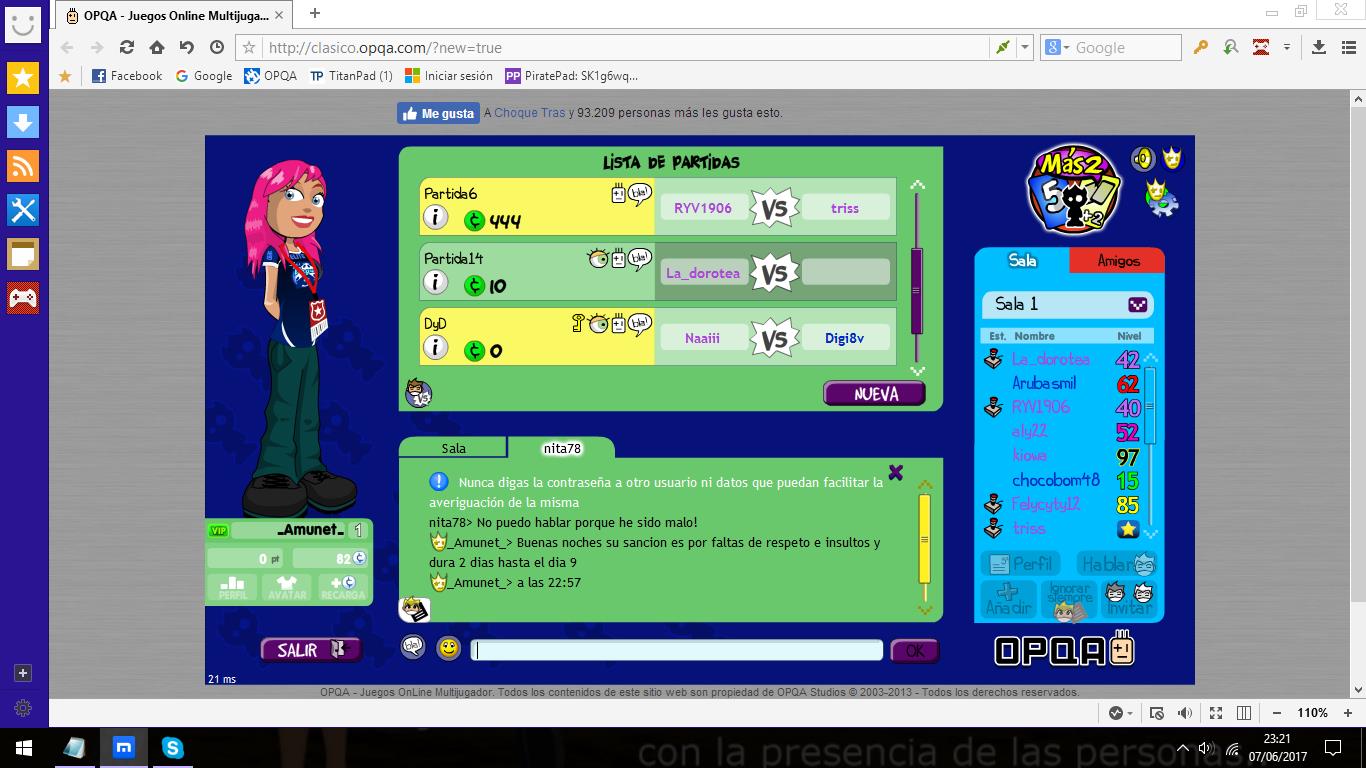 OPQA - Juegos Online Multijuga...
http://clasico.opqa.com/?new=true
Google
Facebook
Google
OPQA
TitanPad (1)
Iniciar sesión
PiratePad: SK1g6wq...
Me gusta
A Choque Tras y 93.209 personas más les gusta esto.
LISTA DE PARTIDAS
Partida6
444
RYV1906 VS triss
Partida14
10
La_dorotea VS
DyD
0
Naaiii VS Digi8v
NUEVA
Más2
5 7
+2
Sala
Amigos
Sala 1
Est. Nombre Nivel
La_dorotea 42
Arubasmil 62
RYV1906 40
aly22 52
kiowa 97
chocobom48 15
Felycyty12 85
triss
Perfil
Hablar
Añadir
Ignorar siempre
Invitar
OPQA
Sala
nita78
Nunca digas la contraseña a otro usuario ni datos que puedan facilitar la
averiguación de la misma
nita78> No puedo hablar porque he sido malo!
_Amunet_> Buenas noches su sancion es por faltas de respeto e insultos y
dura 2 dias hasta el dia 9
_Amunet_> a las 22:57
OK
VIP _Amunet_ 1
0 pt 82
PERFIL AVATAR RECARGA
SALIR
21 ms
OPQA - Juegos OnLine Multijugador. Todos los contenidos de este sitio web son propiedad de OPQA Studios © 2003-2013 - Todos los derechos reservados.
110%
con la presencia de las personas
23:21
07/06/2017